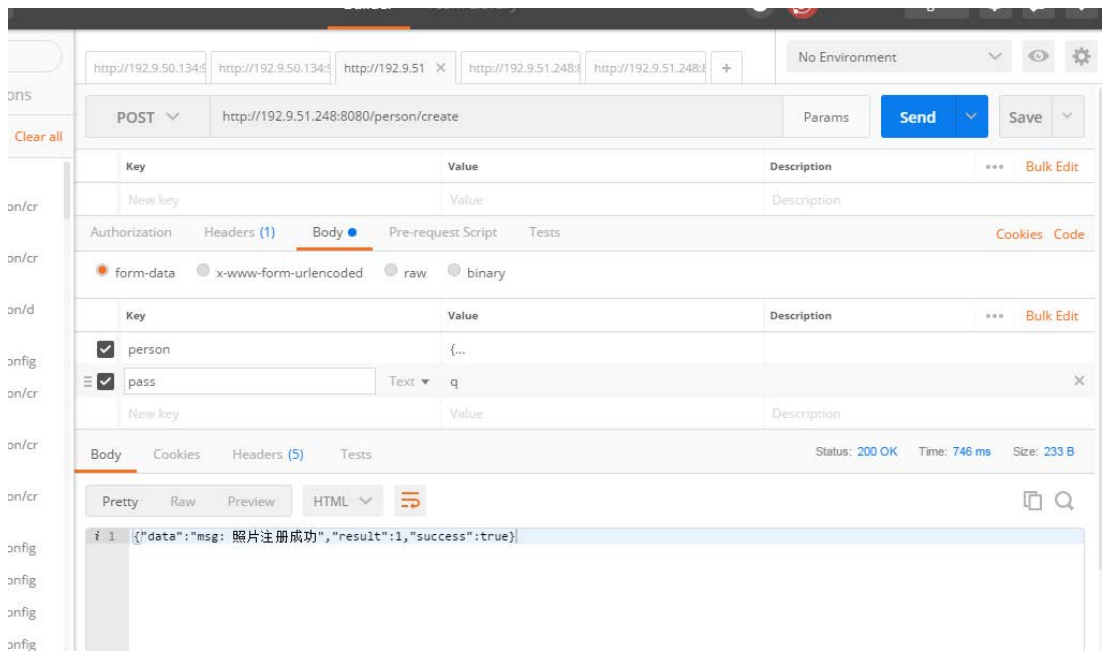 http://192.9.50.134:9 http://192.9.50.134:9 http://192.9.51 × http://192.9.51.248:8 http://192.9.51.248:8 + No Environment
ons
POST http://192.9.51.248:8080/person/create Params Send Save
Clear all
Key Value Description ••• Bulk Edit
New key Value Description
on/cr
Authorization Headers (1) Body Pre-request Script Tests Cookies Code
on/cr
form-data x-www-form-urlencoded raw binary
on/d
Key Value Description ••• Bulk Edit
person {...
onfig
pass Text q ×
on/cr
New key Value Description
on/cr
Body Cookies Headers (5) Tests Status: 200 OK Time: 746 ms Size: 233 B
on/cr
Pretty Raw Preview HTML
i 1 {"data":"msg: 照片注册成功","result":1,"success":true}
onfig
onfig
onfig
onfig